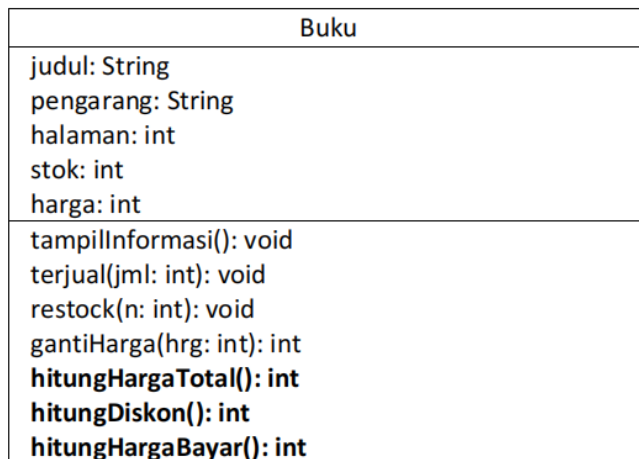 Buku
judul: String
pengarang: String
halaman: int
stok: int
harga: int
tampilInformasi(): void
terjual(jml: int): void
restock(n: int): void
gantiHarga(hrg: int): int
hitungHargaTotal(): int
hitungDiskon(): int
hitungHargaBayar(): int